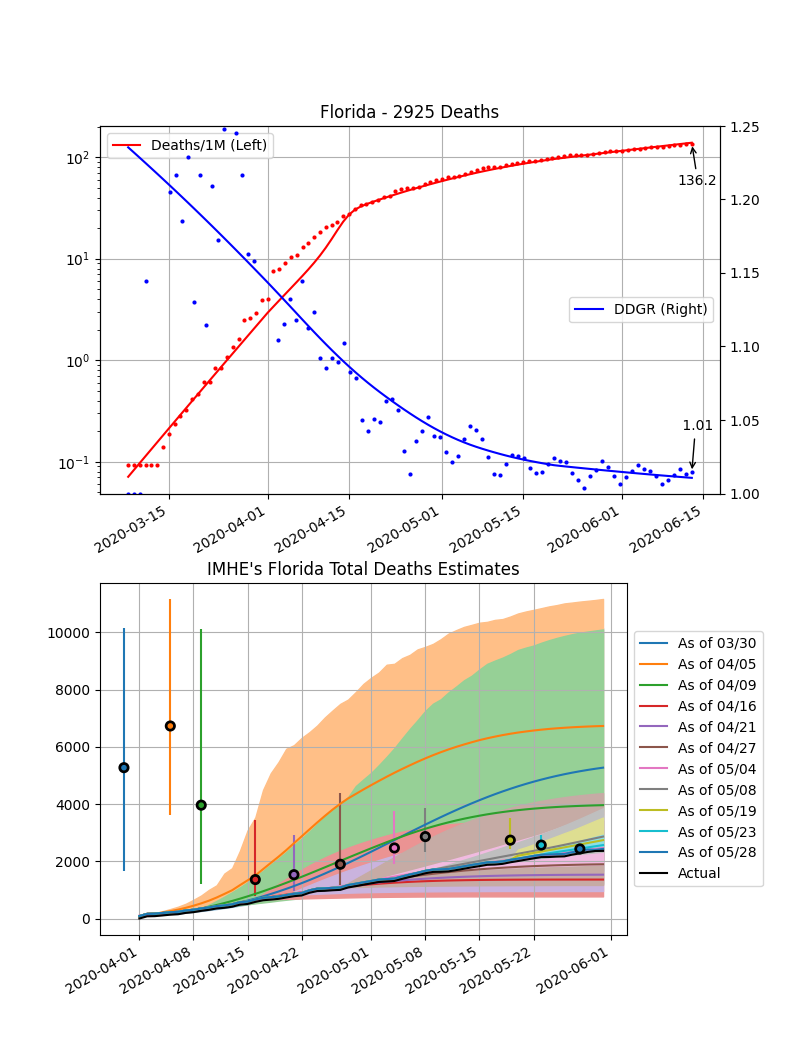 Florida - 2925 Deaths
Deaths/1M (Left)
DDGR (Right)
136.2
1.01
10²
10¹
10⁰
10⁻¹
1.25
1.20
1.15
1.10
1.05
1.00
2020-03-15
2020-04-01
2020-04-15
2020-05-01
2020-05-15
2020-06-01
2020-06-15
IMHE's Florida Total Deaths Estimates
10000
8000
6000
4000
2000
0
2020-04-01
2020-04-08
2020-04-15
2020-04-22
2020-05-01
2020-05-08
2020-05-15
2020-05-22
2020-06-01
As of 03/30
As of 04/05
As of 04/09
As of 04/16
As of 04/21
As of 04/27
As of 05/04
As of 05/08
As of 05/19
As of 05/23
As of 05/28
Actual